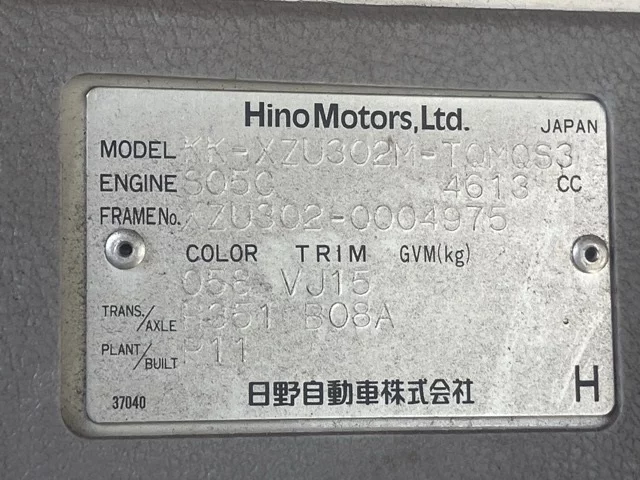 Hino Motors, Ltd.
JAPAN
MODEL KK-XZU302M-TQMQS3
ENGINE S05C 4613 CC
FRAME No. XZU302-0004975
COLOR TRIM GVM(kg)
058 VJ15
TRANS./AXLE B08A
PLANT/BUILT P11
日野自動車株式会社
37040 H